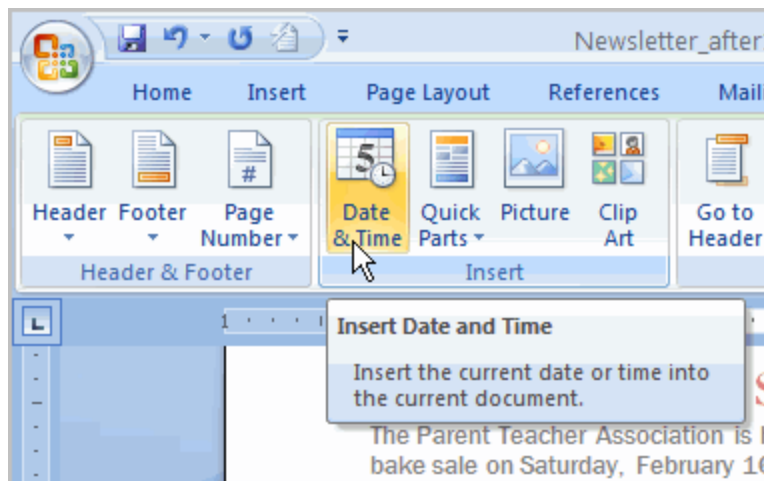 Newsletter_after
Home Insert Page Layout References Maili
Header Footer Page Number Date & Time Quick Parts Picture Clip Art Go to Header
Header & Footer Insert
L 1
Insert Date and Time
Insert the current date or time into
the current document.
The Parent Teacher Association is
bake sale on Saturday, February 16